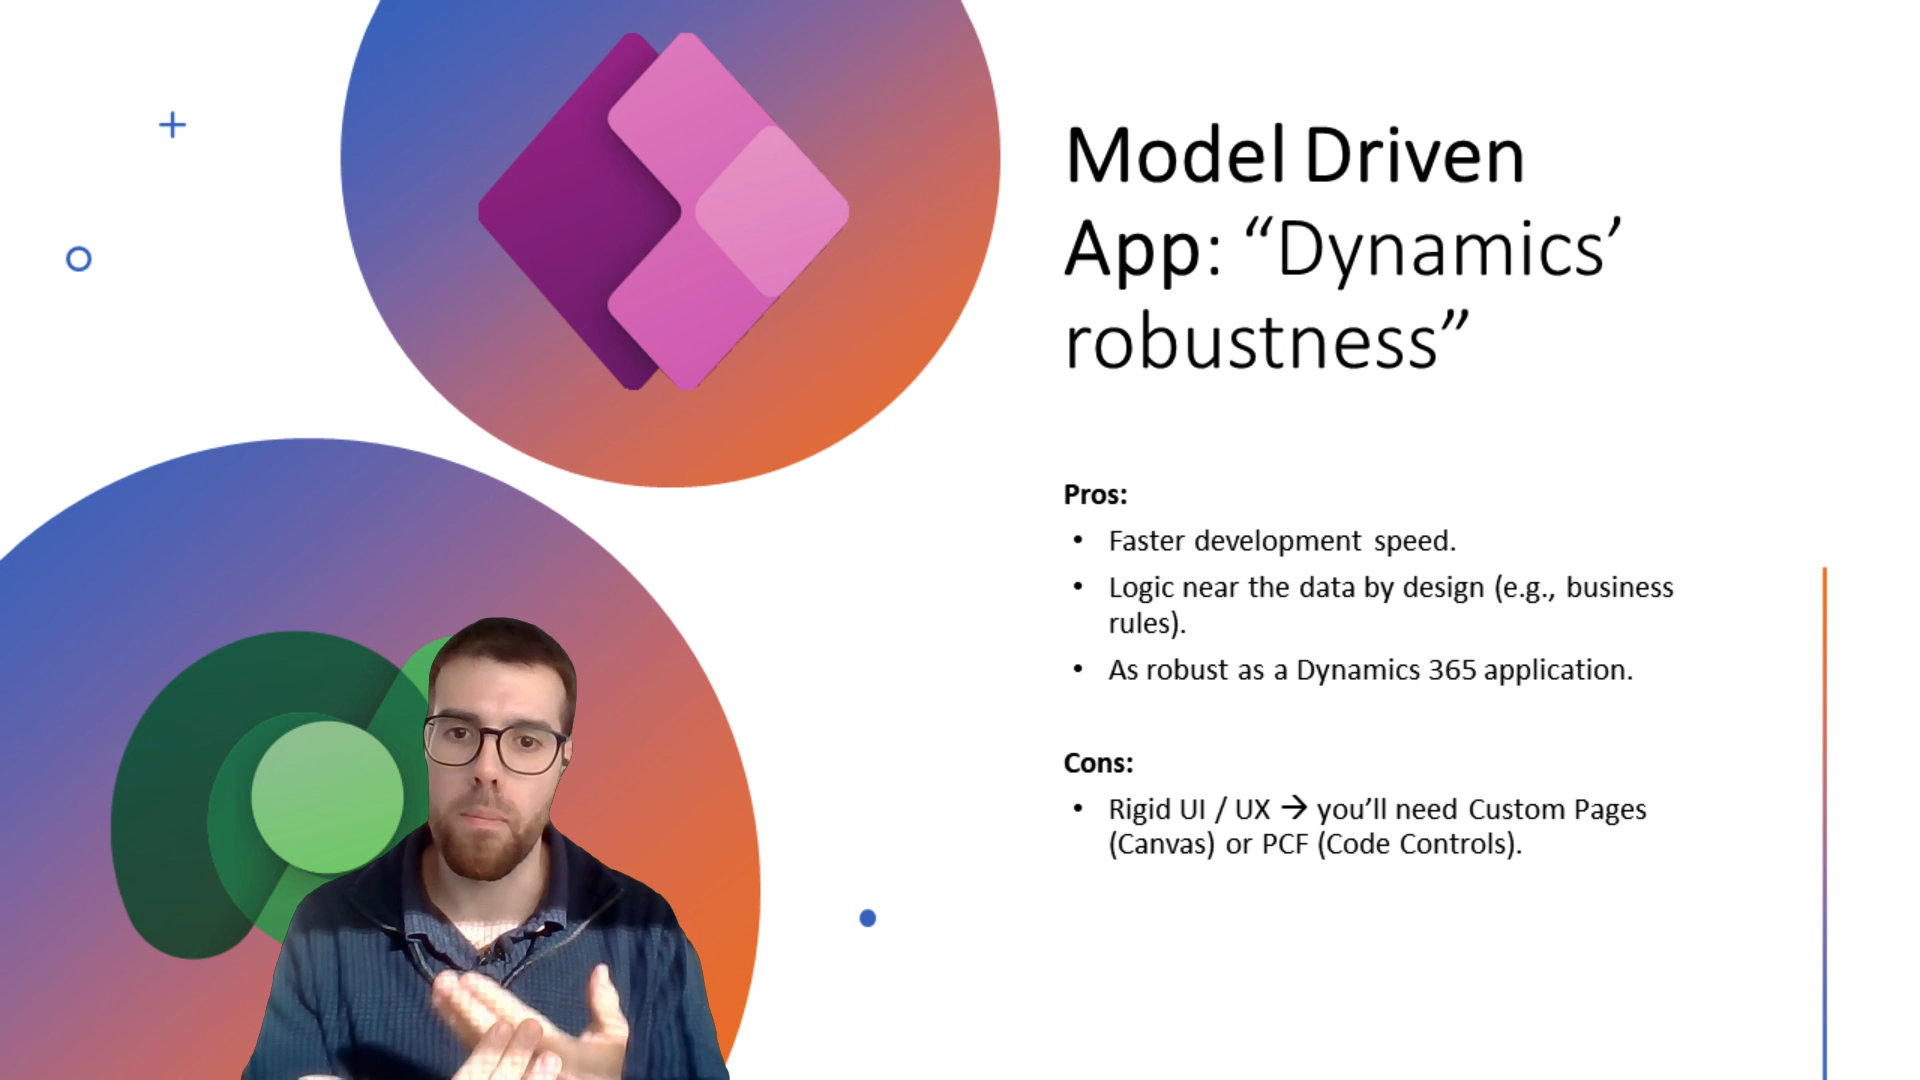 Model Driven
App: “Dynamics’
robustness”
Pros:
• Faster development speed.
• Logic near the data by design (e.g., business
rules).
• As robust as a Dynamics 365 application.
Cons:
• Rigid UI / UX → you’ll need Custom Pages
(Canvas) or PCF (Code Controls).